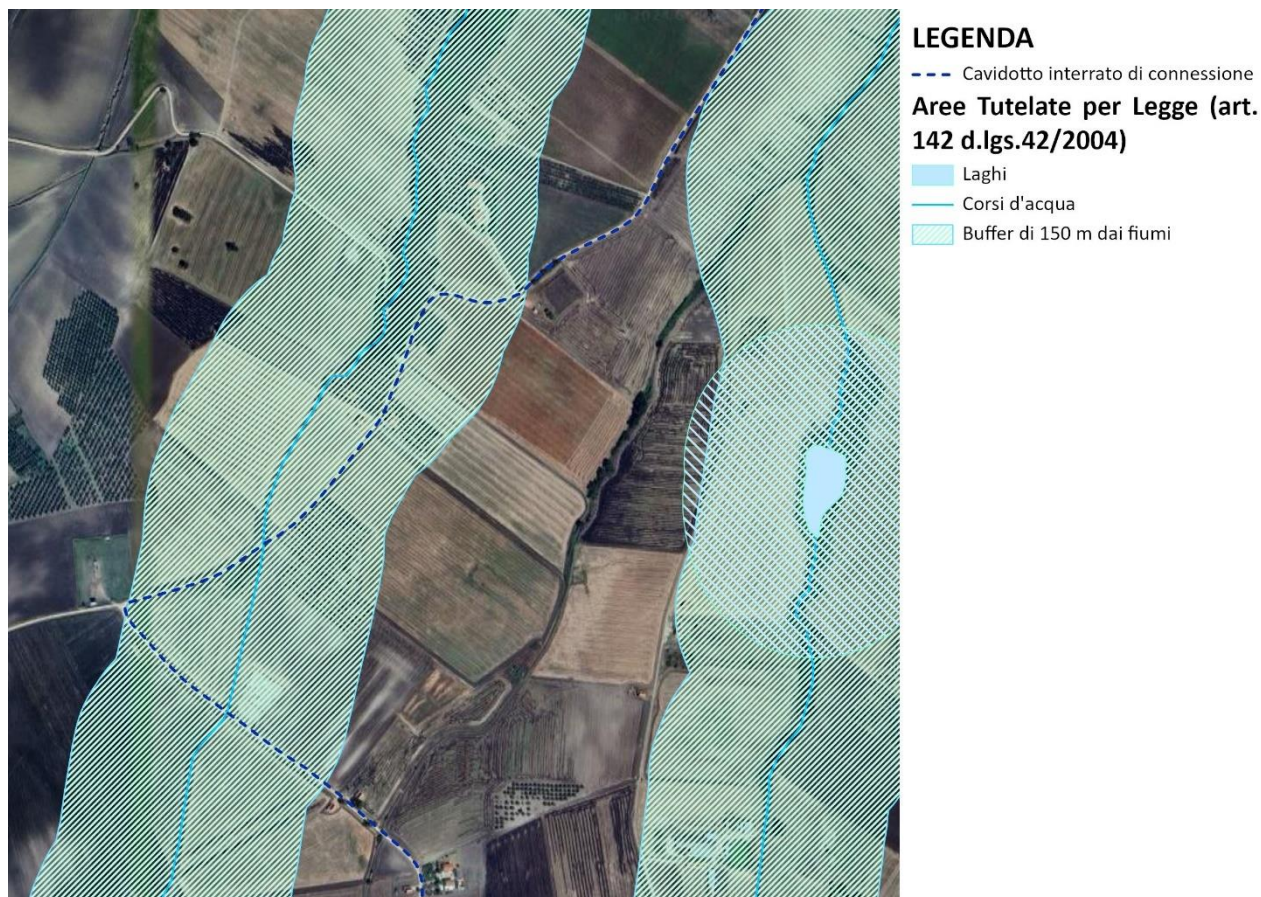 LEGENDA
Cavidotto interrato di connessione
Aree Tutelate per Legge (art.
142 d.lgs.42/2004)
Laghi
Corsi d'acqua
Buffer di 150 m dai fiumi